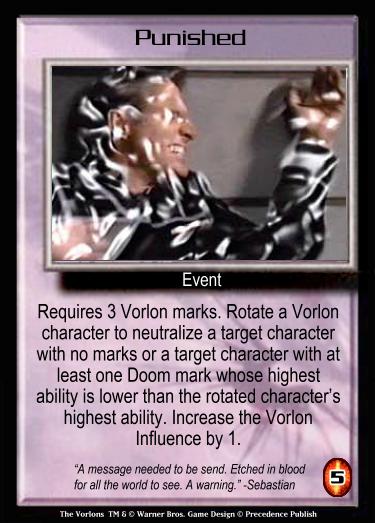 Punished
Event
Requires 3 Vorlon marks. Rotate a Vorlon
character to neutralize a target character
with no marks or a target character with at
least one Doom mark whose highest
ability is lower than the rotated character's
highest ability. Increase the Vorlon
Influence by 1.
"A message needed to be send. Etched in blood
for all the world to see. A warning." -Sebastian
5
The Vorlons TM & © Warner Bros. Game Design © Precedence Publish